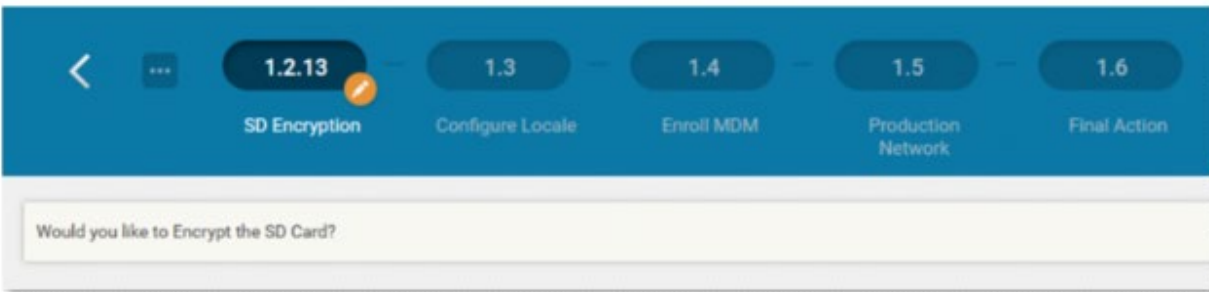 1.2.13 1.3 1.4 1.5 1.6
SD Encryption Configure Locale Enroll MDM Production Final Action
Network
Would you like to Encrypt the SD Card?